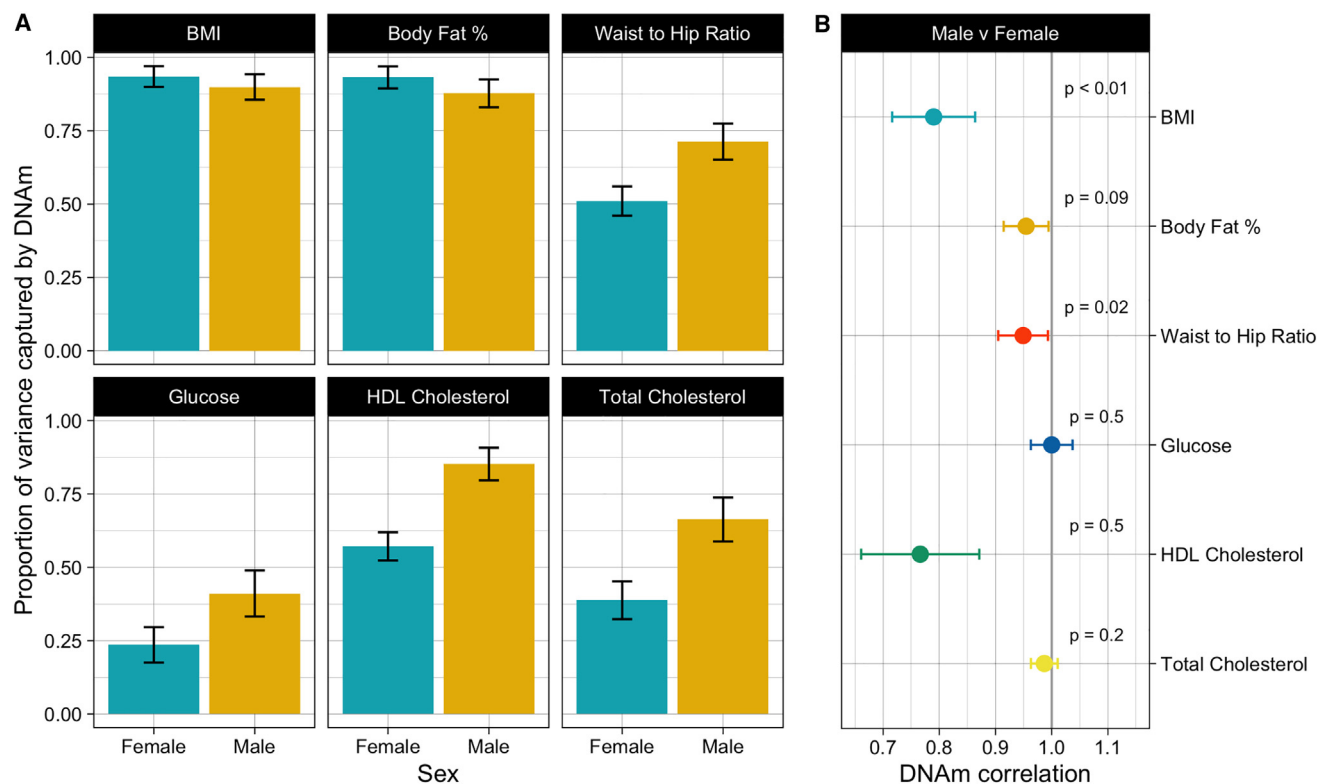 A
BMI
Body Fat %
Waist to Hip Ratio
Proportion of variance captured by DNAm
1.00
0.75
0.50
0.25
0.00
Glucose
HDL Cholesterol
Total Cholesterol
1.00
0.75
0.50
0.25
0.00
Female
Male
Female
Male
Female
Male
Sex
B
Male v Female
p < 0.01
BMI
p = 0.09
Body Fat %
p = 0.02
Waist to Hip Ratio
p = 0.5
Glucose
p = 0.5
HDL Cholesterol
p = 0.2
Total Cholesterol
0.7
0.8
0.9
1.0
1.1
DNAm correlation